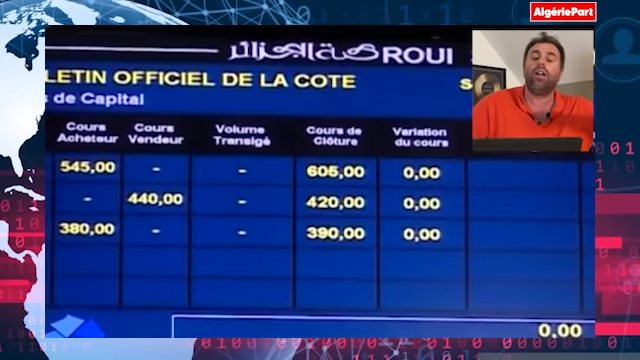 AlgériePart
ROUI
LETIN OFFICIEL DE LA COTE
s de Capital
Cours Acheteur
Cours Vendeur
Volume Transigé
Cours de Clôture
Variation du cours
545,00 - - 605,00 0,00
- 440,00 - 420,00 0,00
380,00 - - 390,00 0,00
0.00